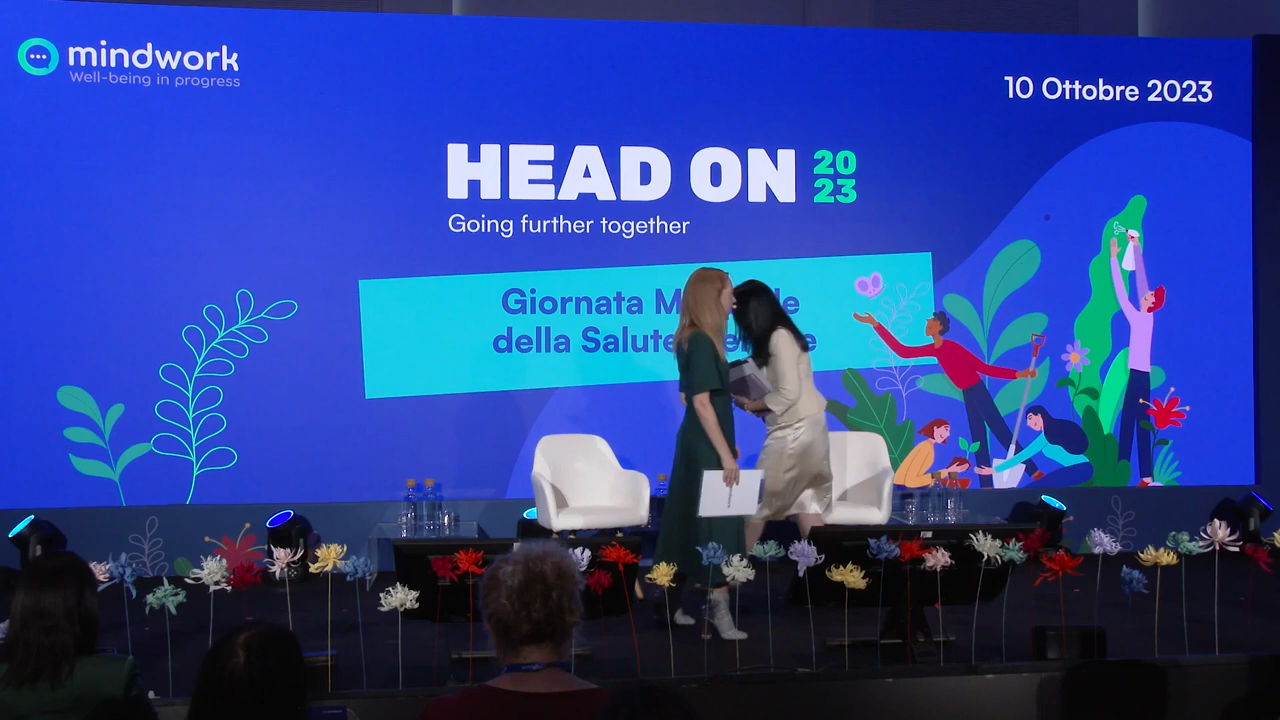 mindwork
Well-being in progress
10 Ottobre 2023
HEAD ON 20
23
Going further together
Giornata
della Salute